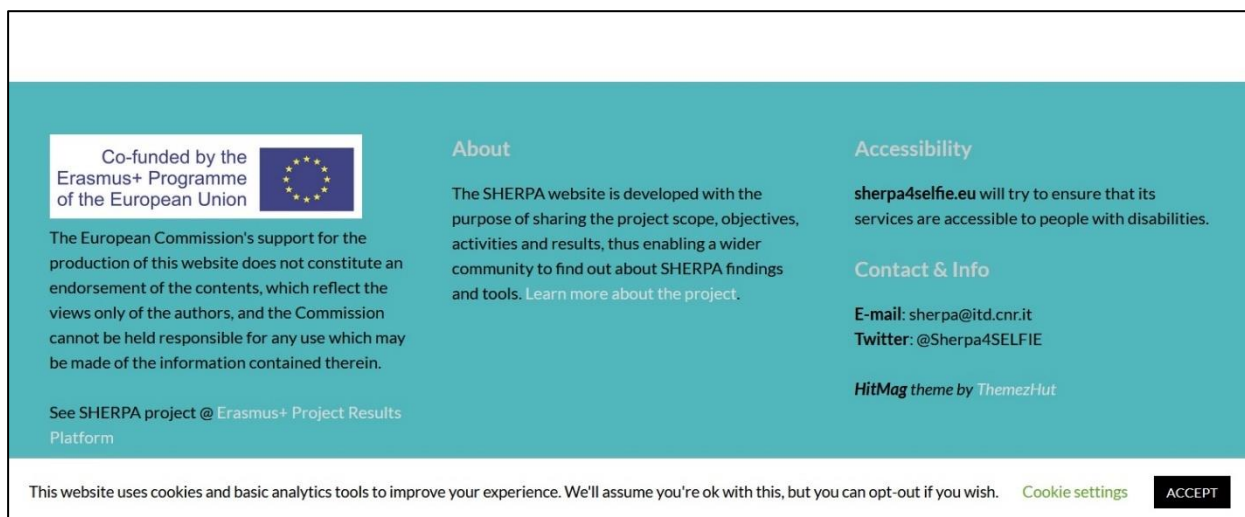 Co-funded by the
Erasmus+ Programme
of the European Union
The European Commission's support for the
production of this website does not constitute an
endorsement of the contents, which reflect the
views only of the authors, and the Commission
cannot be held responsible for any use which may
be made of the information contained therein.
See SHERPA project @ Erasmus+ Project Results
Platform
About
The SHERPA website is developed with the
purpose of sharing the project scope, objectives,
activities and results, thus enabling a wider
community to find out about SHERPA findings
and tools. Learn more about the project.
Accessibility
sherpa4selfie.eu will try to ensure that its
services are accessible to people with disabilities.
Contact & Info
E-mail: sherpa@itd.cnr.it
Twitter: @Sherpa4SELFIE
HitMag theme by ThemezHut
This website uses cookies and basic analytics tools to improve your experience. We'll assume you're ok with this, but you can opt-out if you wish. Cookie settings ACCEPT